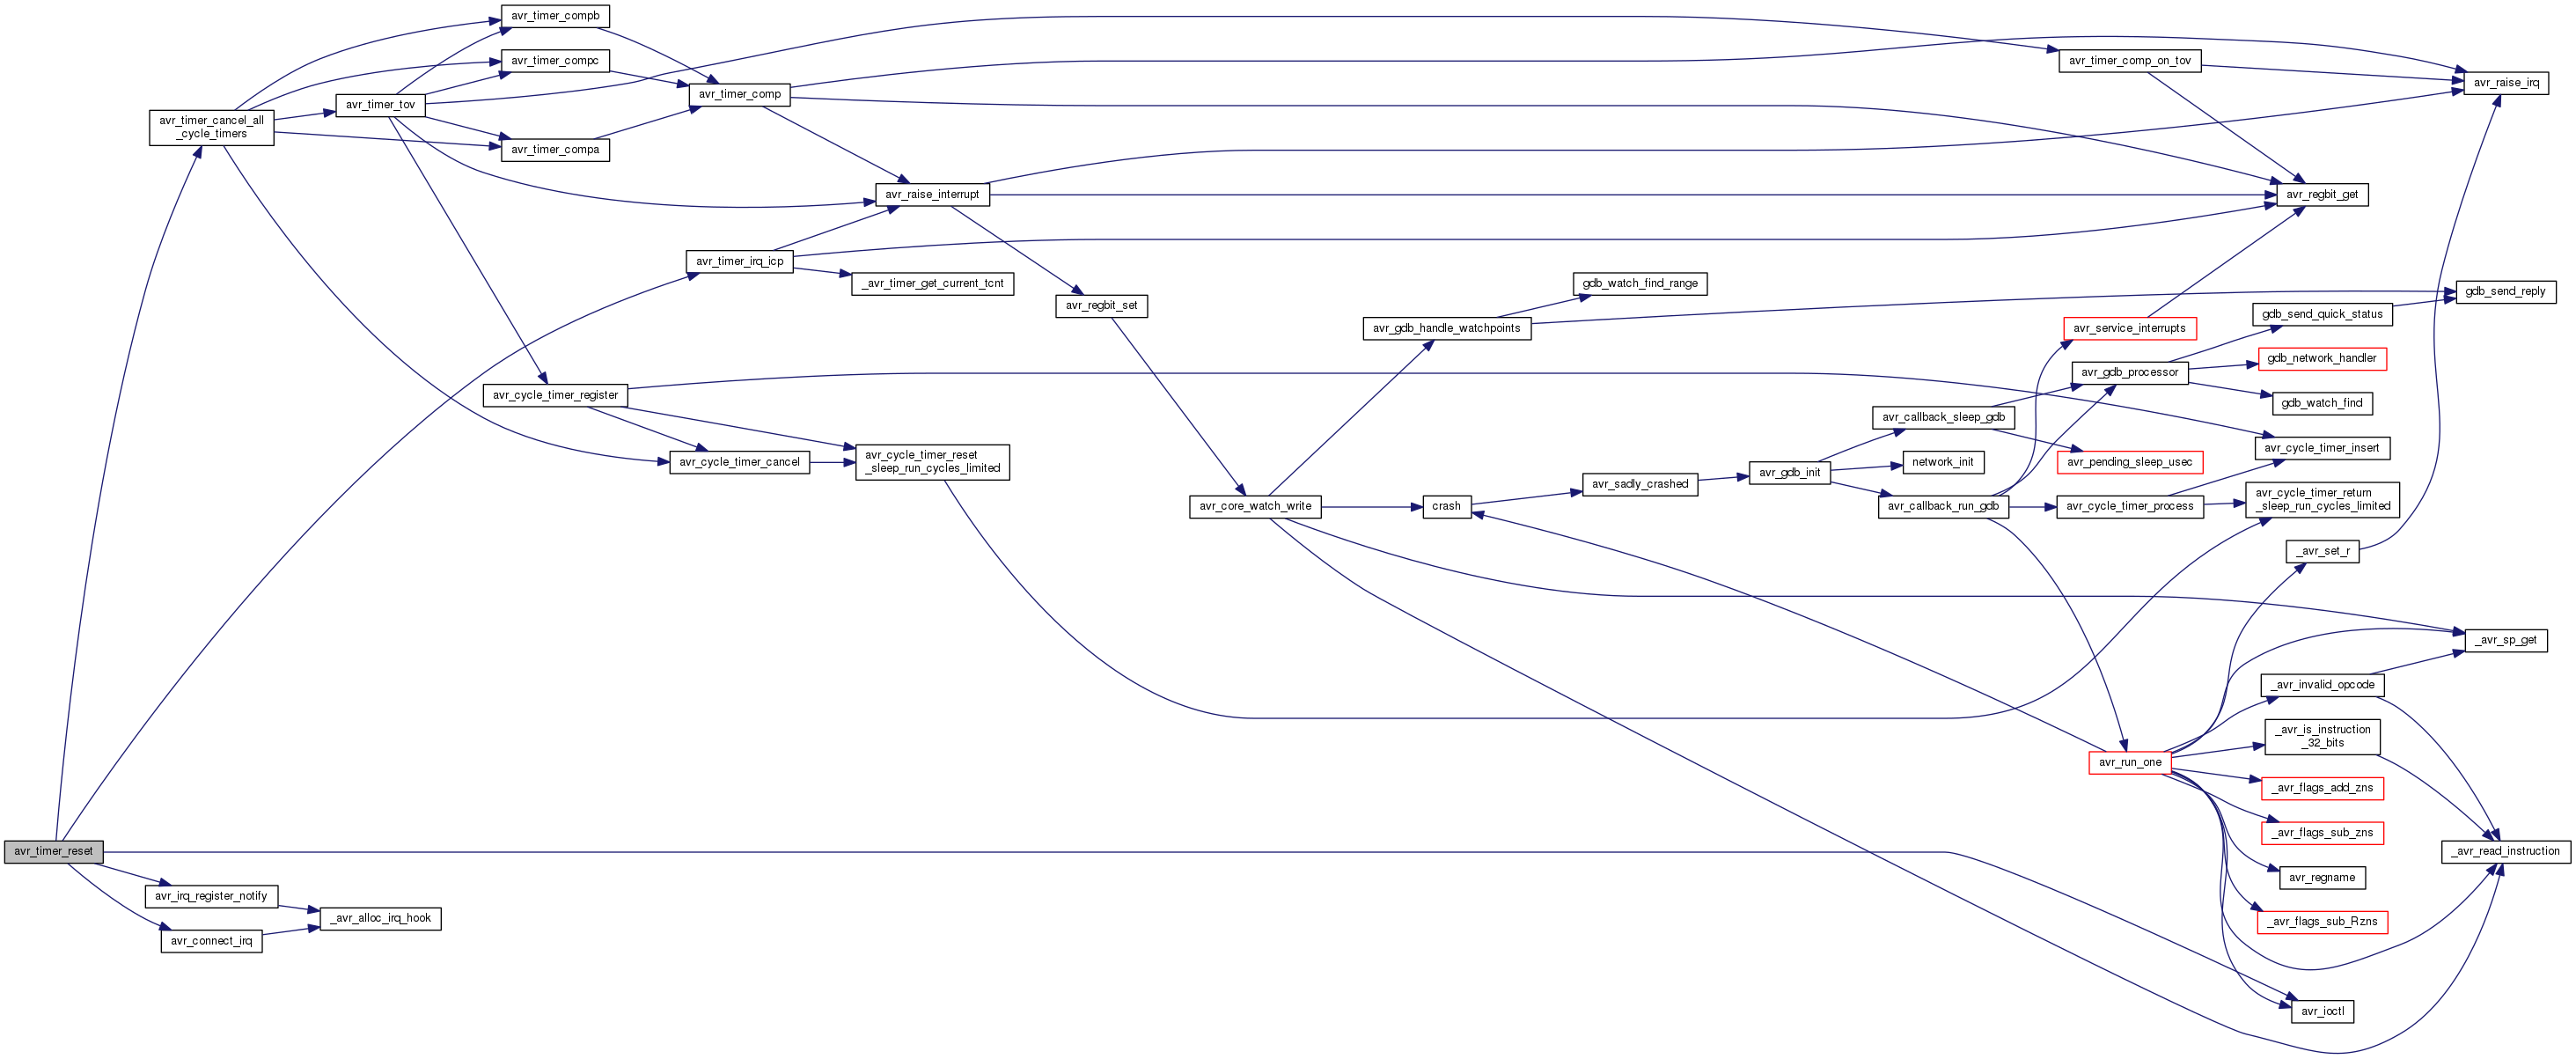 avr_timer_compb
avr_timer_compc
avr_timer_comp_on_tov
avr_raise_irq
avr_timer_comp
avr_timer_tov
avr_timer_cancel_all
_cycle_timers
avr_timer_compa
avr_raise_interrupt
avr_regbit_get
avr_timer_irq_icp
_avr_timer_get_current_tcnt
gdb_watch_find_range
gdb_send_reply
avr_regbit_set
gdb_send_quick_status
avr_gdb_handle_watchpoints
avr_service_interrupts
gdb_network_handler
avr_gdb_processor
avr_cycle_timer_register
gdb_watch_find
avr_callback_sleep_gdb
avr_cycle_timer_insert
avr_cycle_timer_cancel
avr_cycle_timer_reset
_sleep_run_cycles_limited
network_init
avr_pending_sleep_usec
avr_gdb_init
avr_sadly_crashed
avr_cycle_timer_return
_sleep_run_cycles_limited
avr_core_watch_write
crash
avr_callback_run_gdb
avr_cycle_timer_process
_avr_set_r
_avr_sp_get
_avr_invalid_opcode
_avr_is_instruction
_32_bits
avr_run_one
_avr_flags_add_zns
_avr_flags_sub_zns
avr_timer_reset
_avr_read_instruction
avr_regname
avr_irq_register_notify
_avr_alloc_irq_hook
_avr_flags_sub_Rzns
avr_connect_irq
avr_ioctl